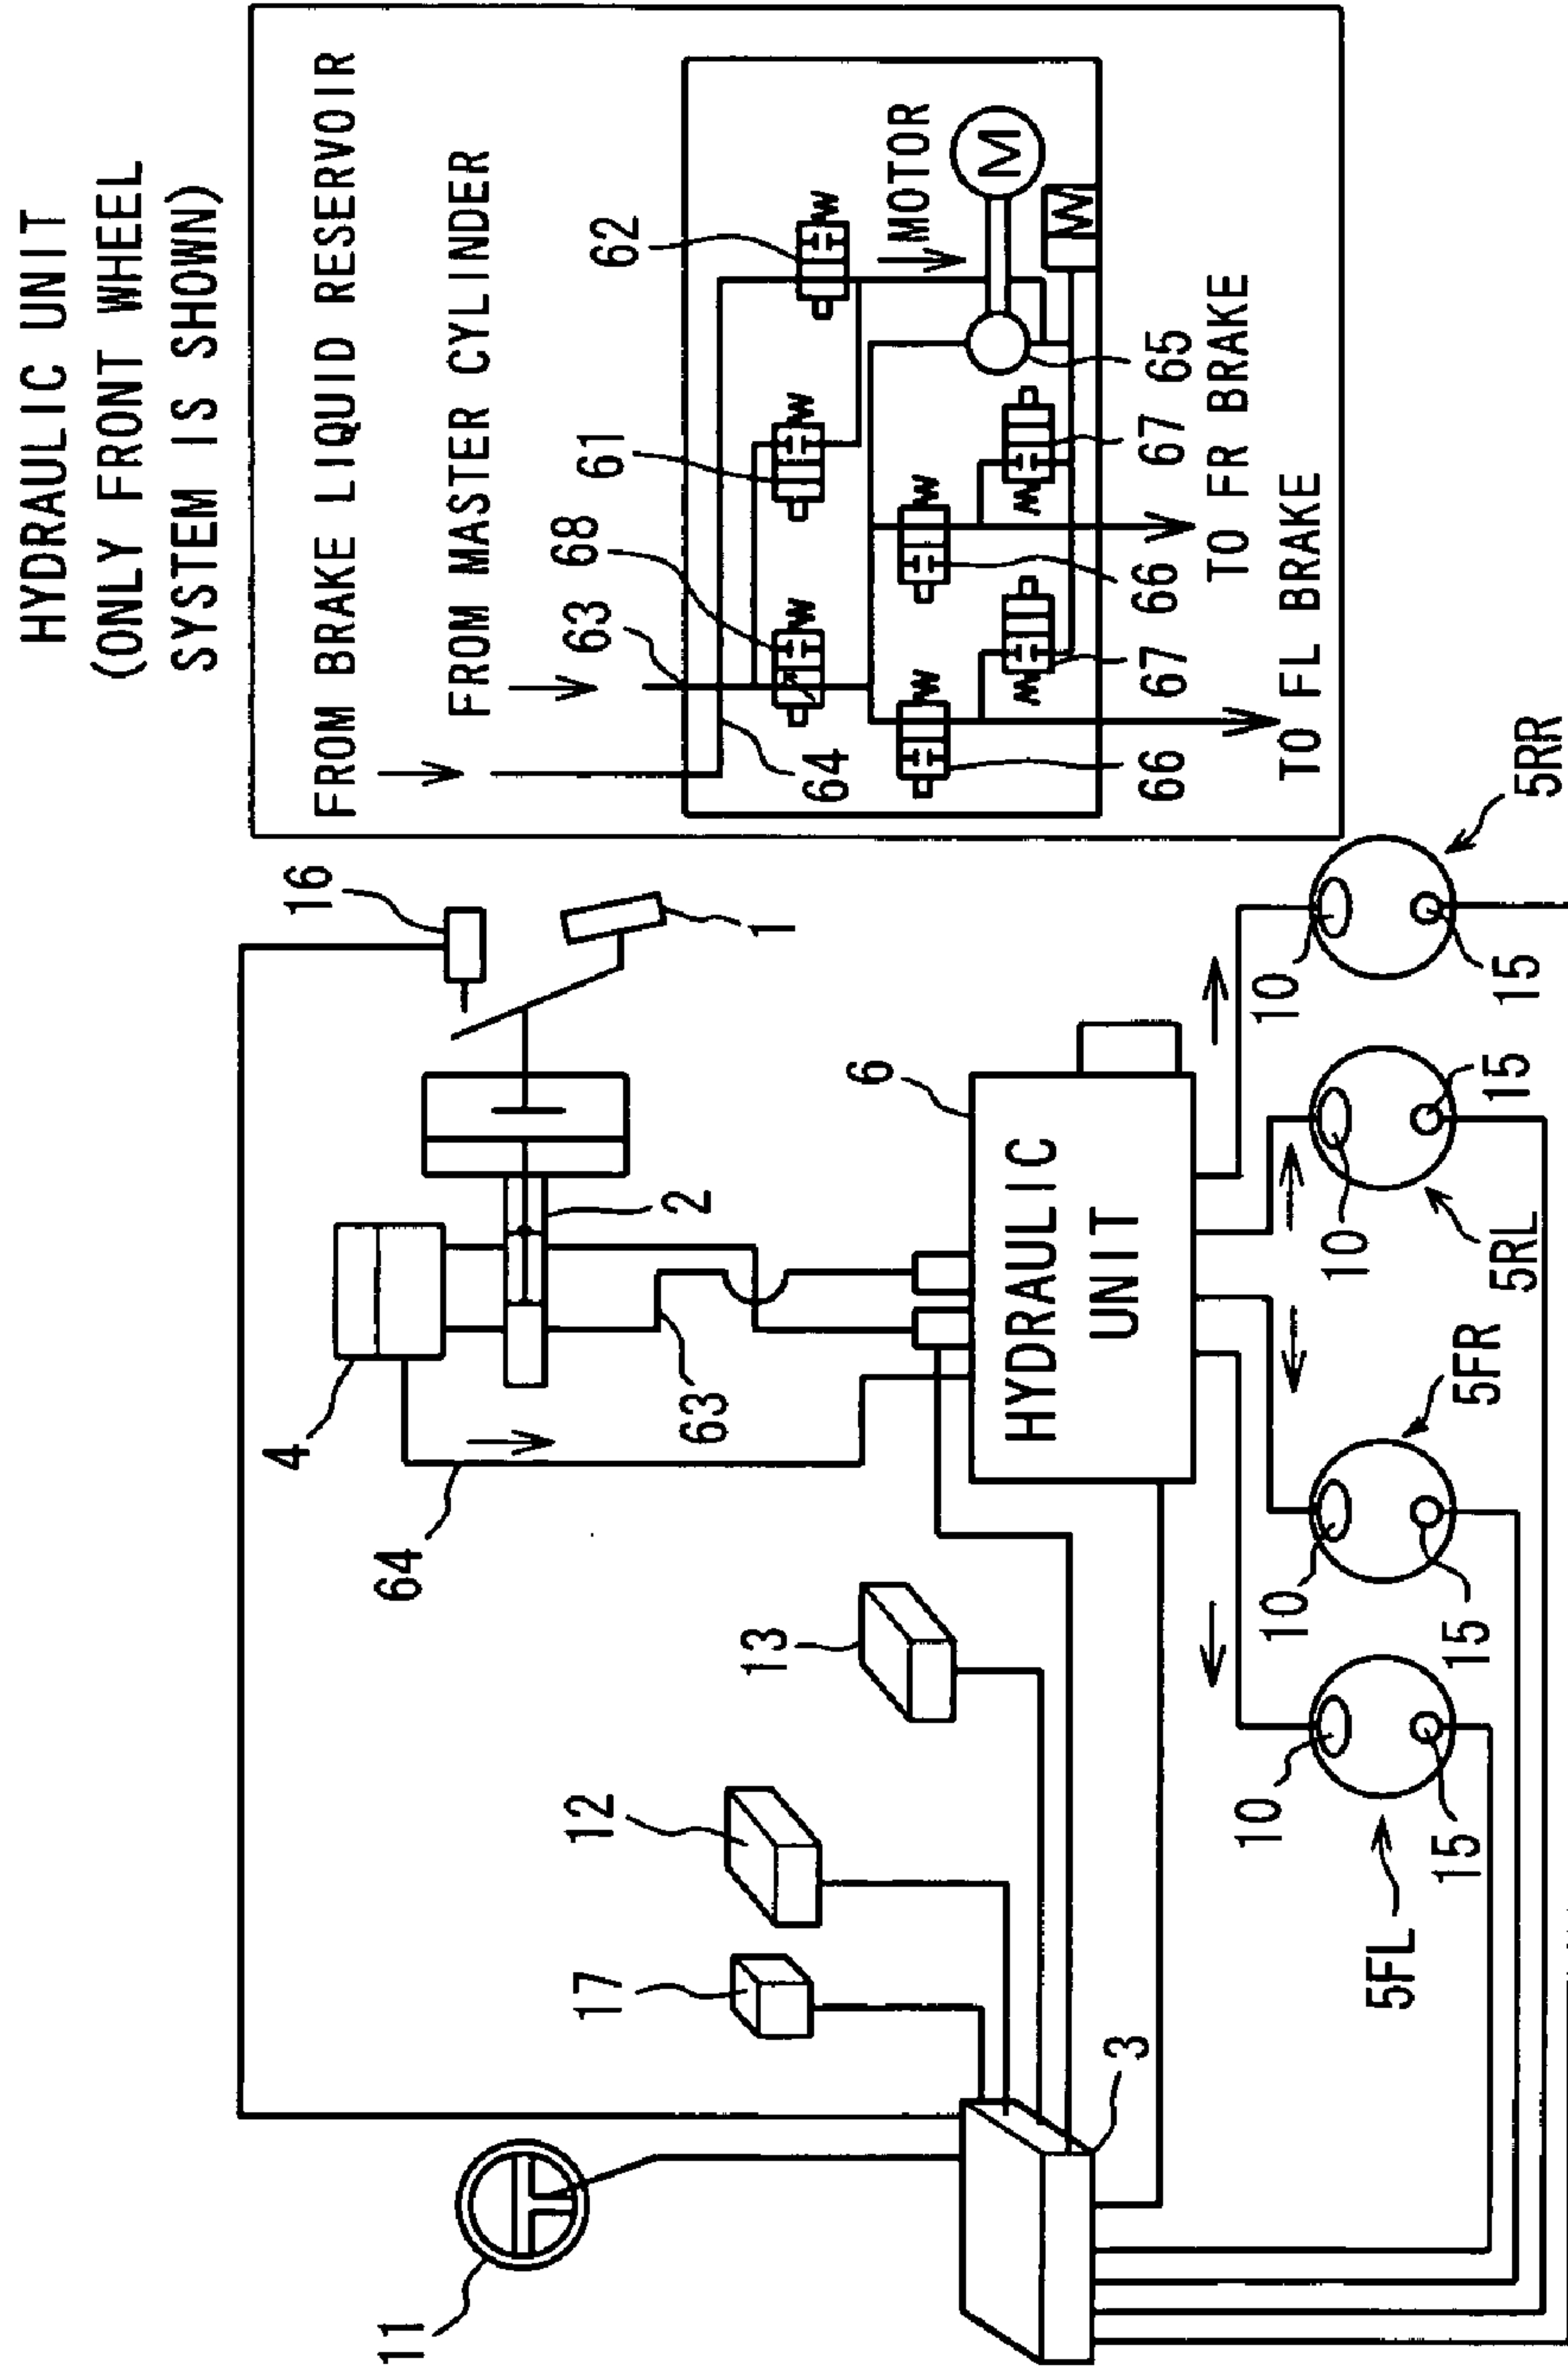 HYDRAULIC UNIT
(ONLY FRONT WHEEL
SYSTEM IS SHOWN)
FROM BRAKE LIQUID RESERVOIR
FROM MASTER CYLINDER
63
68
61
62
64
MOTOR
M
66
67
66
67
65
TO FR BRAKE
TO FL BRAKE
16
1
4
2
64
63
11
17
12
13
6
HYDRAULIC
UNIT
3
10
10
10
10
15
15
15
15
5FL
5FR
5RL
5RR